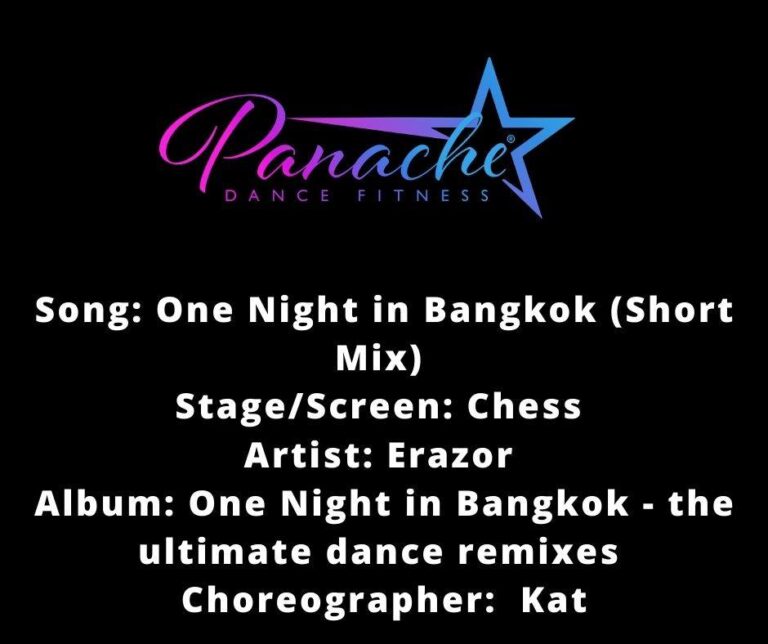 Panache®
DANCE FITNESS
Song: One Night in Bangkok (Short
Mix)
Stage/Screen: Chess
Artist: Erazor
Album: One Night in Bangkok - the
ultimate dance remixes
Choreographer:  Kat